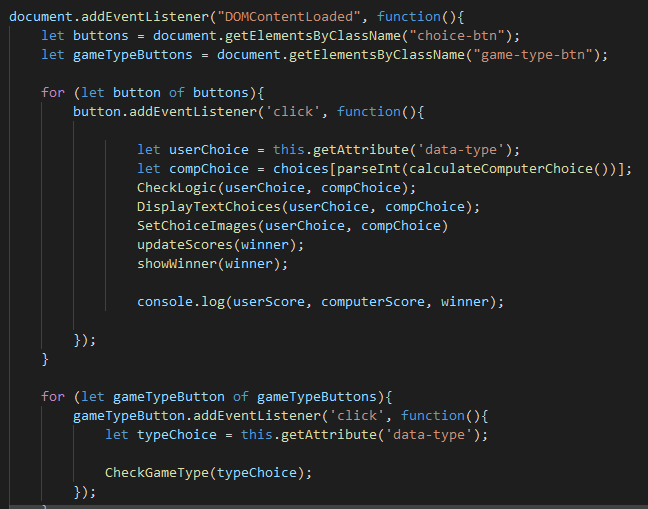 document.addEventListener("DOMContentLoaded", function(){
let buttons = document.getElementsByClassName("choice-btn");
let gameTypeButtons = document.getElementsByClassName("game-type-btn");
for (let button of buttons){
button.addEventListener('click', function(){
let userChoice = this.getAttribute('data-type');
let compChoice = choices[parseInt(calculateComputerChoice())];
CheckLogic(userChoice, compChoice);
DisplayTextChoices(userChoice, compChoice);
SetChoiceImages(userChoice, compChoice)
updateScores(winner);
showWinner(winner);
console.log(userScore, computerScore, winner);
});
}
for (let gameTypeButton of gameTypeButtons){
gameTypeButton.addEventListener('click', function(){
let typeChoice = this.getAttribute('data-type');
CheckGameType(typeChoice);
});